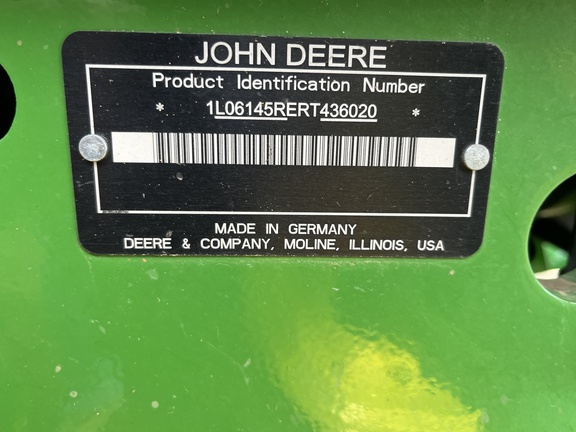 JOHN DEERE
Product Identification Number
* 1L06145RERT436020 *
MADE IN GERMANY
DEERE & COMPANY, MOLINE, ILLINOIS, USA